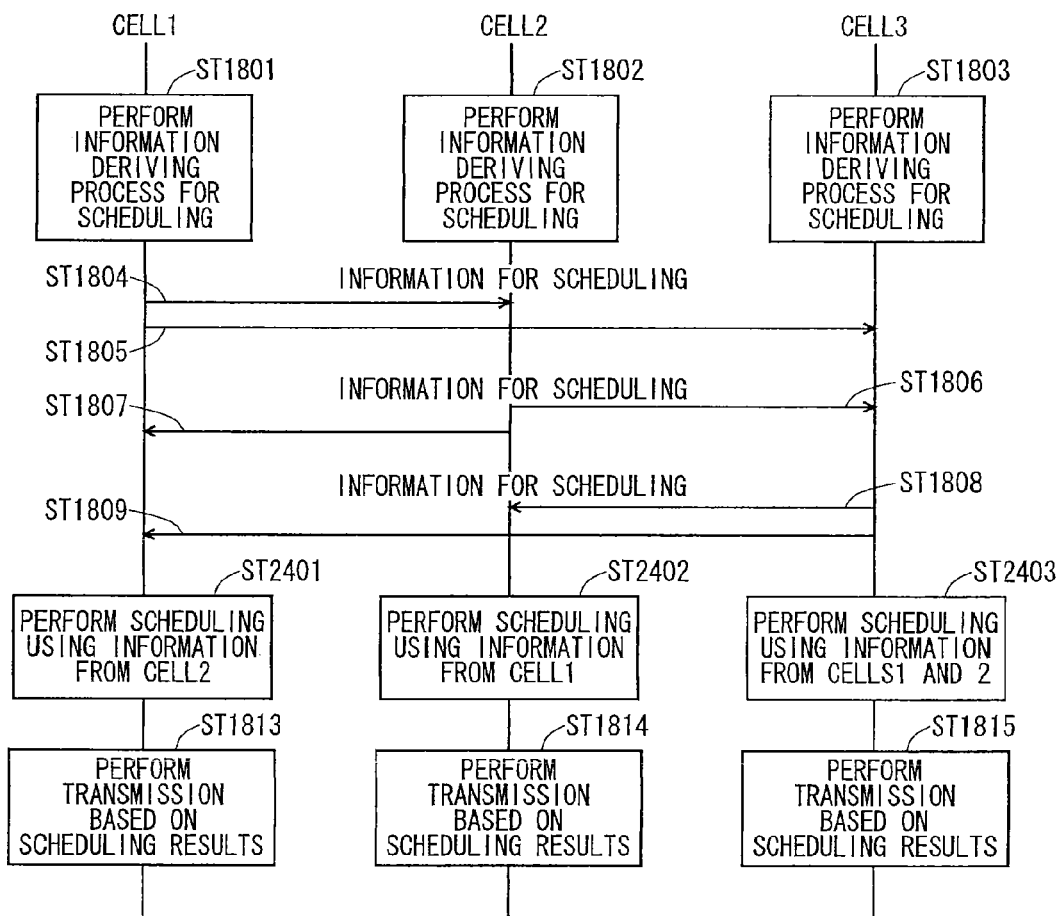 CELL1
CELL2
CELL3
ST1801
ST1802
ST1803
PERFORM
INFORMATION
DERIVING
PROCESS FOR
SCHEDULING
PERFORM
INFORMATION
DERIVING
PROCESS FOR
SCHEDULING
PERFORM
INFORMATION
DERIVING
PROCESS FOR
SCHEDULING
ST1804
INFORMATION FOR SCHEDULING
ST1805
INFORMATION FOR SCHEDULING
ST1806
ST1807
INFORMATION FOR SCHEDULING
ST1808
ST1809
ST2401
ST2402
ST2403
PERFORM SCHEDULING
USING INFORMATION
FROM CELL2
PERFORM SCHEDULING
USING INFORMATION
FROM CELL1
PERFORM SCHEDULING
USING INFORMATION
FROM CELLS1 AND 2
ST1813
ST1814
ST1815
PERFORM
TRANSMISSION
BASED ON
SCHEDULING RESULTS
PERFORM
TRANSMISSION
BASED ON
SCHEDULING RESULTS
PERFORM
TRANSMISSION
BASED ON
SCHEDULING RESULTS